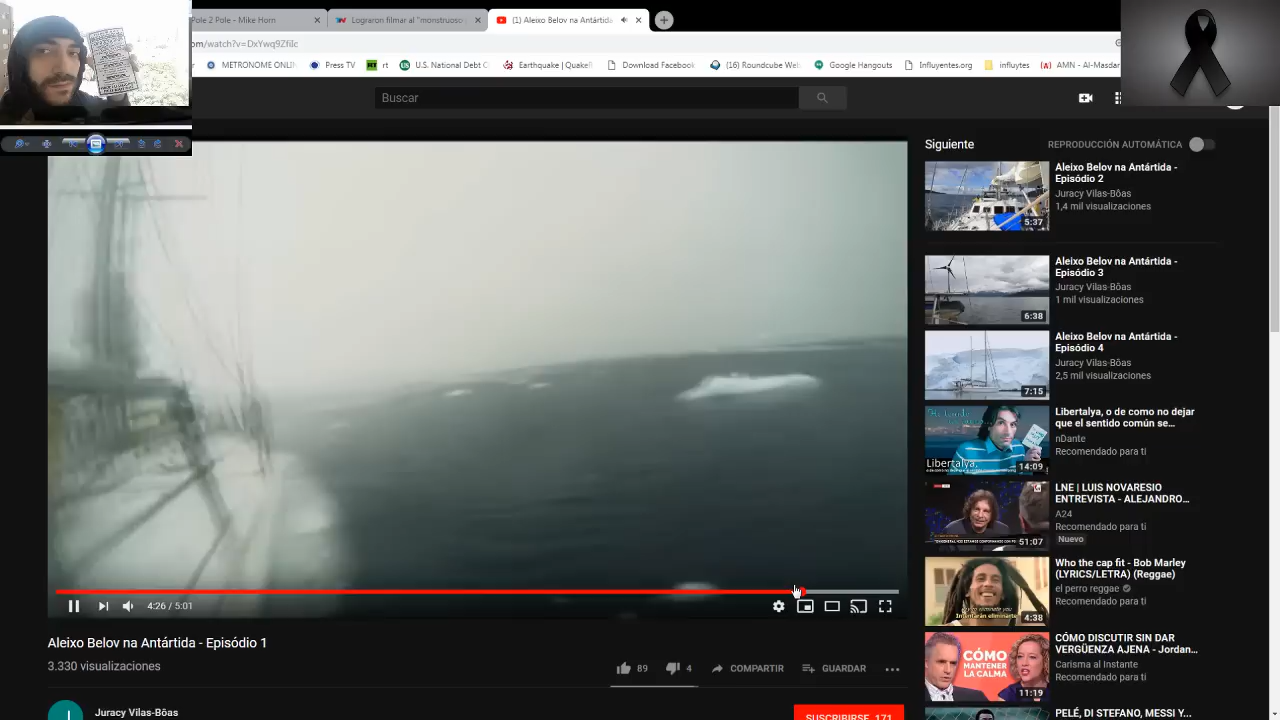 Pole 2 Pole - Mike Horn
Lograron filmar al "monstruoso
(1) Aleixo Belov na Antártida
om/watch?v=DxYwq9Zfilc
METRONOME ONLI
Press TV
rt
U.S. National Debt C
Earthquake | Quake
Download Facebook
(16) Roundcube Web
Google Hangouts
Influyentes.org
influytes
AMN - Al-Masdar
Buscar
Siguiente
REPRODUCCIÓN AUTOMÁTICA
Aleixo Belov na Antártida -
Episódio 2
Juracy Vilas-Bôas
1,4 mil visualizaciones
5:37
Aleixo Belov na Antártida -
Episódio 3
Juracy Vilas-Bôas
1 mil visualizaciones
6:38
Aleixo Belov na Antártida -
Episódio 4
Juracy Vilas-Bôas
2,5 mil visualizaciones
7:15
Libertalya, o de como no dejar
que el sentido común se...
nDante
Recomendado para ti
Libertalya,
14:09
LNE | LUIS NOVARESIO
ENTREVISTA - ALEJANDRO...
A24
Recomendado para ti
Nuevo
51:07
Who the cap fit - Bob Marley
(LYRICS/LETRA) (Reggae)
el perro reggae
Recomendado para ti
4:38
CÓMO DISCUTIR SIN DAR
VERGÜENZA AJENA - Jordan...
Carisma al Instante
Recomendado para ti
CÓMO
MANTENER
LA CALMA
11:19
PELÉ, DI STEFANO, MESSI Y...
4:26 / 5:01
Aleixo Belov na Antártida - Episódio 1
3.330 visualizaciones
89
4
COMPARTIR
GUARDAR
Juracy Vilas-Bôas
SUSCRIBIRSE 171